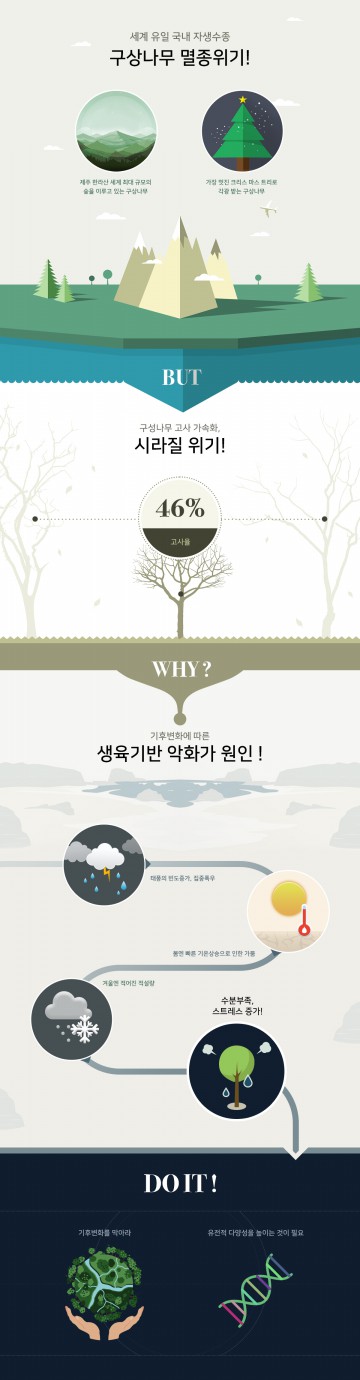 세계 유일 국내 자생수종
구상나무 멸종위기!
제주 한라산 세계 최대 규모의
숲을 이루고 있는 구상나무
가장 멋진 크리스 마스 트리로
각광 받는 구상나무
BUT
구성나무 고사 가속화,
시라질 위기!
46%
고사율
WHY?
기후변화에 따른
생육기반 악화가 원인 !
태풍의 빈도증가, 집중폭우
봄엔 빠른 기온상승으로 인한 가뭄
겨울엔 적어진 적설량
수분부족,
스트레스 증가!
DO IT !
기후변화를 막아라
유전적 다양성을 높이는 것이 필요